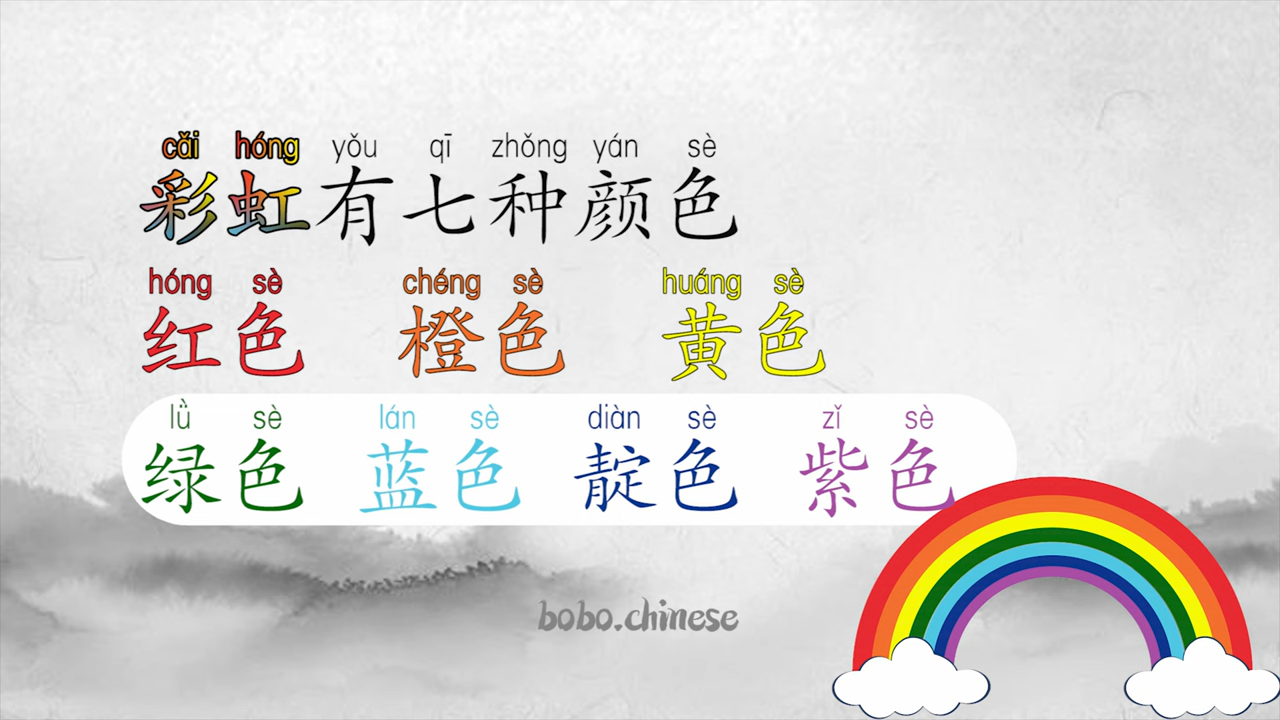 cǎi hóng yǒu qī zhǒng yán sè
彩虹有七种颜色
hóng sè chéng sè huáng sè
红色 橙色 黄色
lǜ sè lán sè diàn sè zǐ sè
绿色 蓝色 靛色 紫色
bobo.chinese